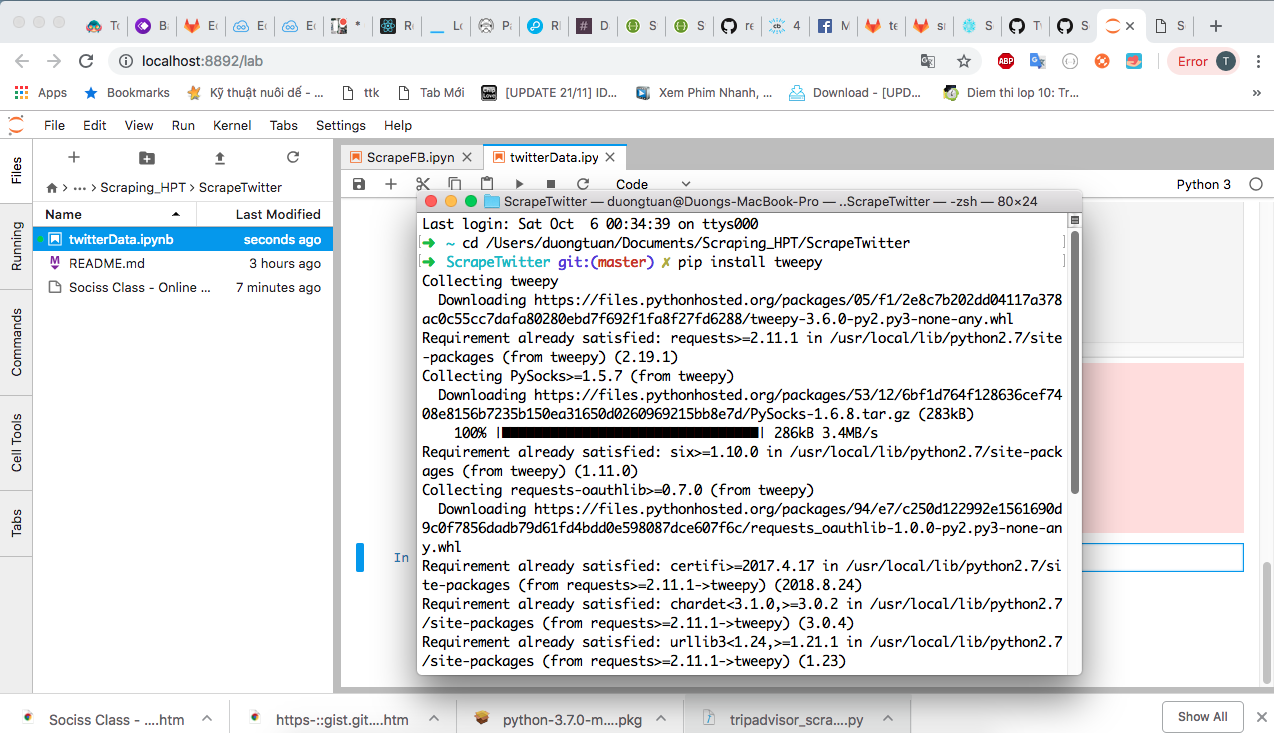 To
Ba
Ec
Ec
Ec
*
Re
Lc
Pa
RI
D
S
S
re
4
M
te
sr
S
Tv
S
S
localhost:8892/lab
ABP
Error
T
Apps
Bookmarks
Kỹ thuật nuôi dế - ...
ttk
Tab Mới
[UPDATE 21/11] ID...
Xem Phim Nhanh, ...
Download - [UPD...
Diem thi lop 10: Tr...
»
File Edit View Run Kernel Tabs Settings Help
Files
Running
Commands
Cell Tools
Tabs
Scraping_HPT
ScrapeTwitter
Name
Last Modified
twitterData.ipynb
seconds ago
README.md
3 hours ago
Sociss Class - Online ...
7 minutes ago
ScrapeFB.ipyn
twitterData.ipy
Code
Python 3
In
ScrapeTwitter — duongtuan@Duongs-MacBook-Pro — ..ScrapeTwitter — -zsh — 80×24
Last login: Sat Oct  6 00:34:39 on ttys000
[➜  ~ cd /Users/duongtuan/Documents/Scraping_HPT/ScrapeTwitter ]
[➜  ScrapeTwitter git:(master) ✗ pip install tweepy ]
Collecting tweepy
  Downloading https://files.pythonhosted.org/packages/05/f1/2e8c7b202dd04117a378
ac0c55cc7dafa80280ebd7f692f1fa8f27fd6288/tweepy-3.6.0-py2.py3-none-any.whl
Requirement already satisfied: requests>=2.11.1 in /usr/local/lib/python2.7/site
-packages (from tweepy) (2.19.1)
Collecting PySocks>=1.5.7 (from tweepy)
  Downloading https://files.pythonhosted.org/packages/53/12/6bf1d764f128636cef74
08e8156b7235b150ea31650d0260969215bb8e7d/PySocks-1.6.8.tar.gz (283kB)
    100% |████████████████████████████████| 286kB 3.4MB/s
Requirement already satisfied: six>=1.10.0 in /usr/local/lib/python2.7/site-pack
ages (from tweepy) (1.11.0)
Collecting requests-oauthlib>=0.7.0 (from tweepy)
  Downloading https://files.pythonhosted.org/packages/94/e7/c250d122992e1561690d
9c0f7856dadb79d61fd4bdd0e598087dce607f6c/requests_oauthlib-1.0.0-py2.py3-none-an
y.whl
Requirement already satisfied: certifi>=2017.4.17 in /usr/local/lib/python2.7/si
te-packages (from requests>=2.11.1->tweepy) (2018.8.24)
Requirement already satisfied: chardet<3.1.0,>=3.0.2 in /usr/local/lib/python2.7
/site-packages (from requests>=2.11.1->tweepy) (3.0.4)
Requirement already satisfied: urllib3<1.24,>=1.21.1 in /usr/local/lib/python2.7
/site-packages (from requests>=2.11.1->tweepy) (1.23)
Sociss Class - ....htm
https-::gist.git....htm
python-3.7.0-m....pkg
tripadvisor_scra....py
Show All